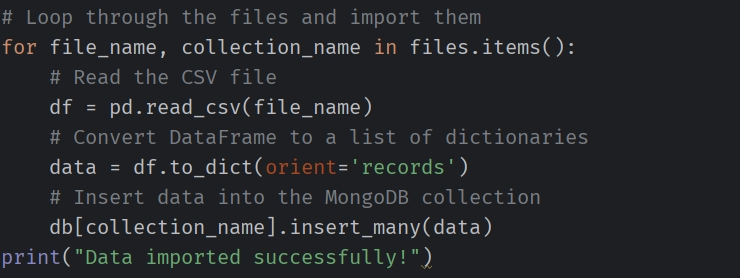 # Loop through the files and import them
for file_name, collection_name in files.items():
    # Read the CSV file
    df = pd.read_csv(file_name)
    # Convert DataFrame to a list of dictionaries
    data = df.to_dict(orient='records')
    # Insert data into the MongoDB collection
    db[collection_name].insert_many(data)
print("Data imported successfully!")